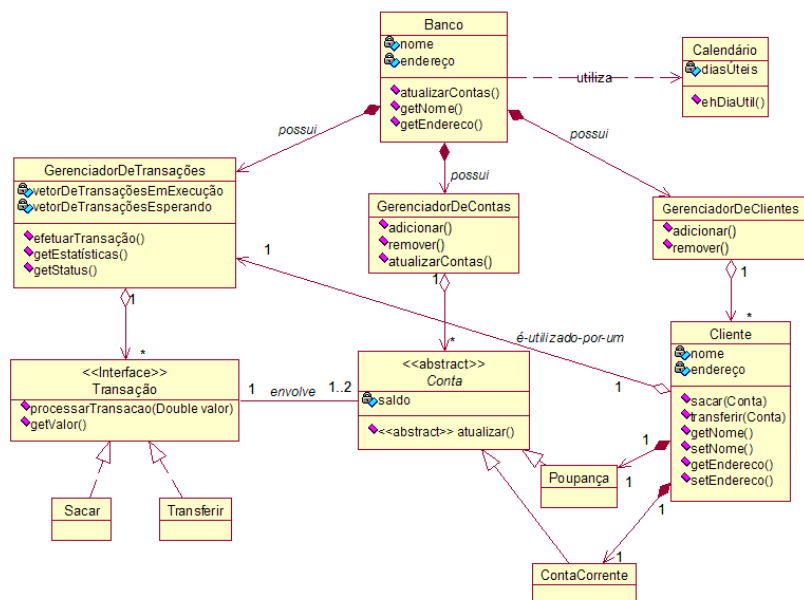 Banco
nome
endereço
atualizarContas()
getNome()
getEndereco()
utiliza
Calendário
diasÚteis
ehDiaUtil()
possui
possui
possui
GerenciadorDeTransações
vetorDeTransaçõesEmExecução
vetorDeTransaçõesEsperando
efetuarTransação()
getEstatísticas()
getStatus()
GerenciadorDeContas
adicionar()
remover()
atualizarContas()
GerenciadorDeClientes
adicionar()
remover()
1
1
1
1
*
*
*
é-utilizado-por-um
<<Interface>>
Transação
processarTransacao(Double valor)
getValor()
1
envolve
1..2
<<abstract>>
Conta
saldo
<<abstract>> atualizar()
Cliente
nome
endereço
sacar(Conta)
transferir(Conta)
getNome()
setNome()
getEndereco()
setEndereco()
1
1
1
1
1
Sacar
Transferir
Poupança
ContaCorrente